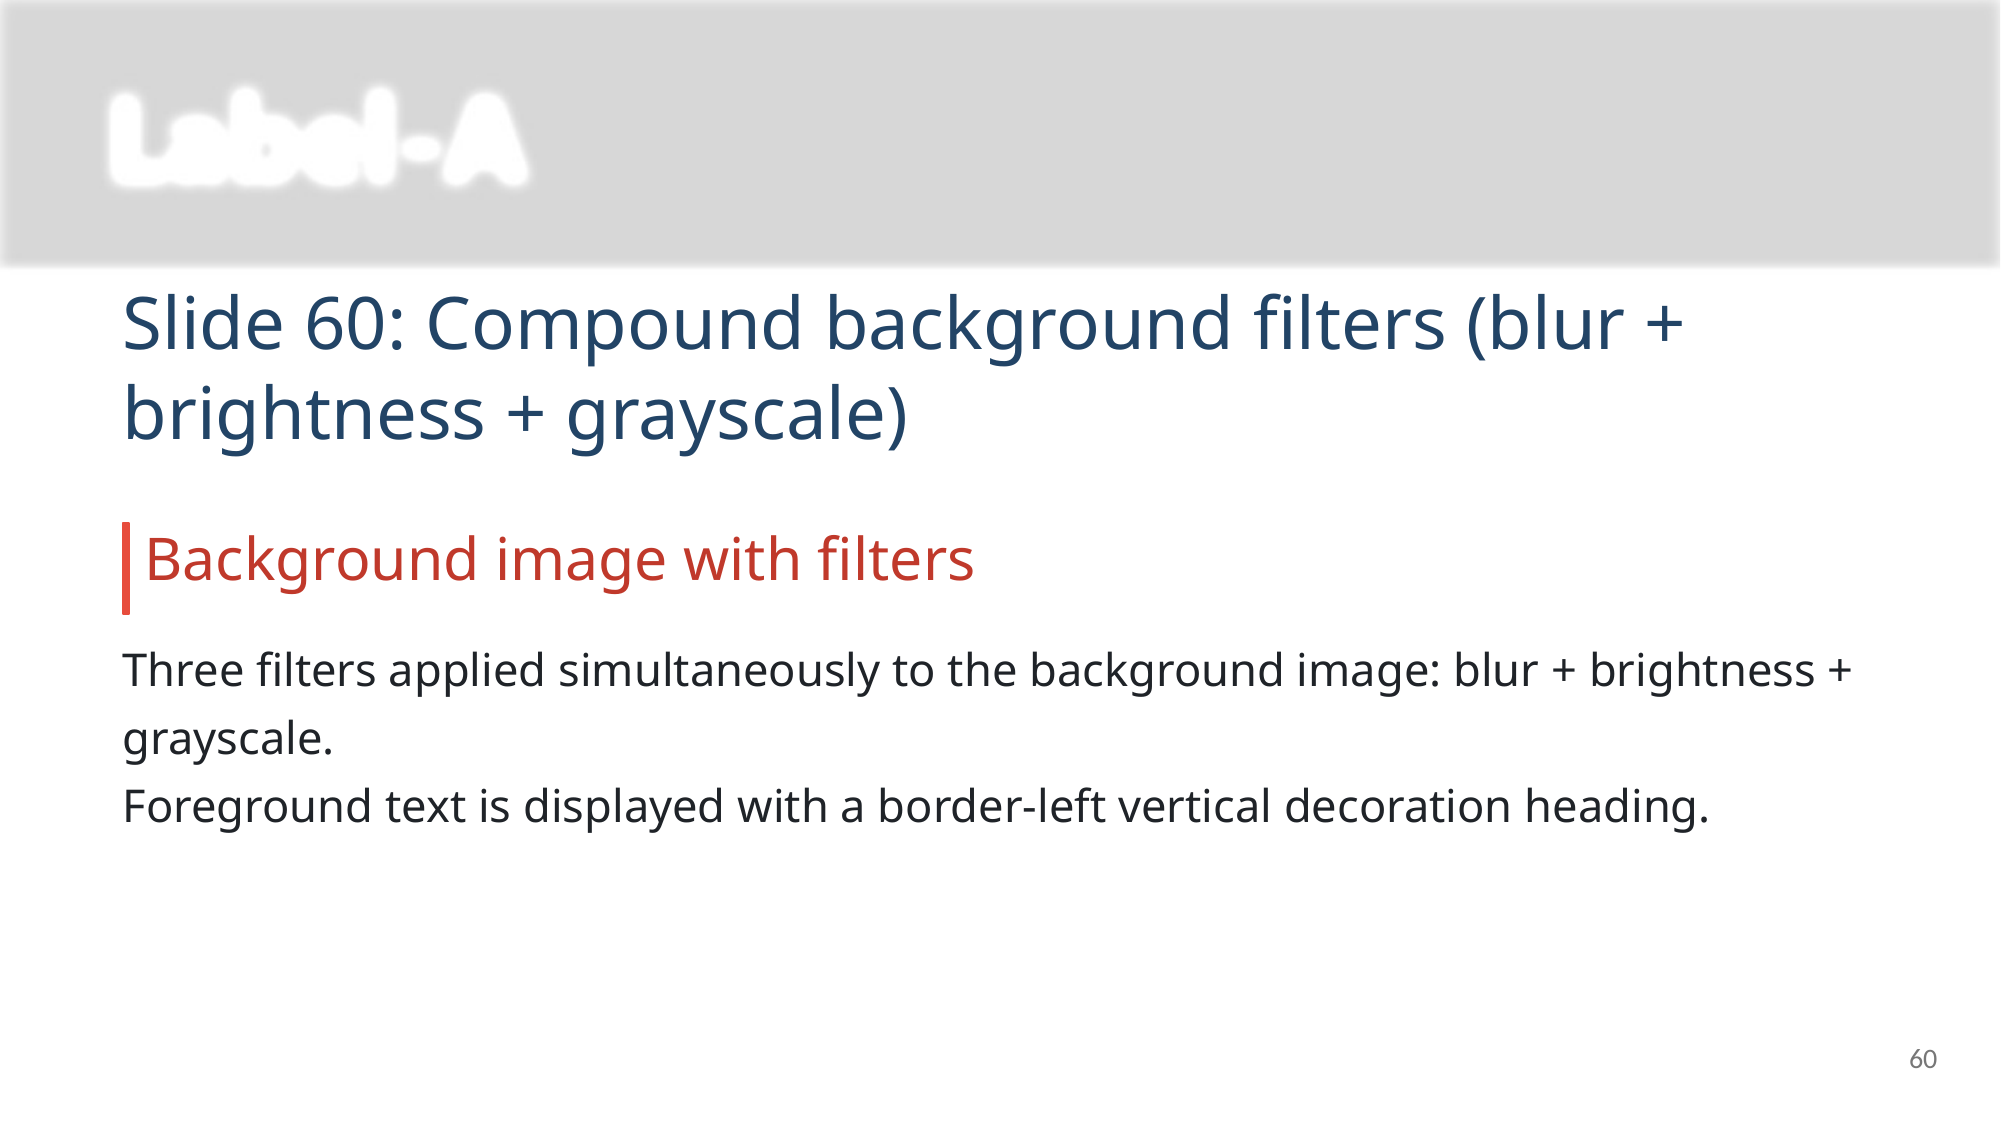 Label-A
Slide 60: Compound background filters (blur +
brightness + grayscale)
Background image with filters
Three filters applied simultaneously to the background image: blur + brightness +
grayscale.
Foreground text is displayed with a border-left vertical decoration heading.
60